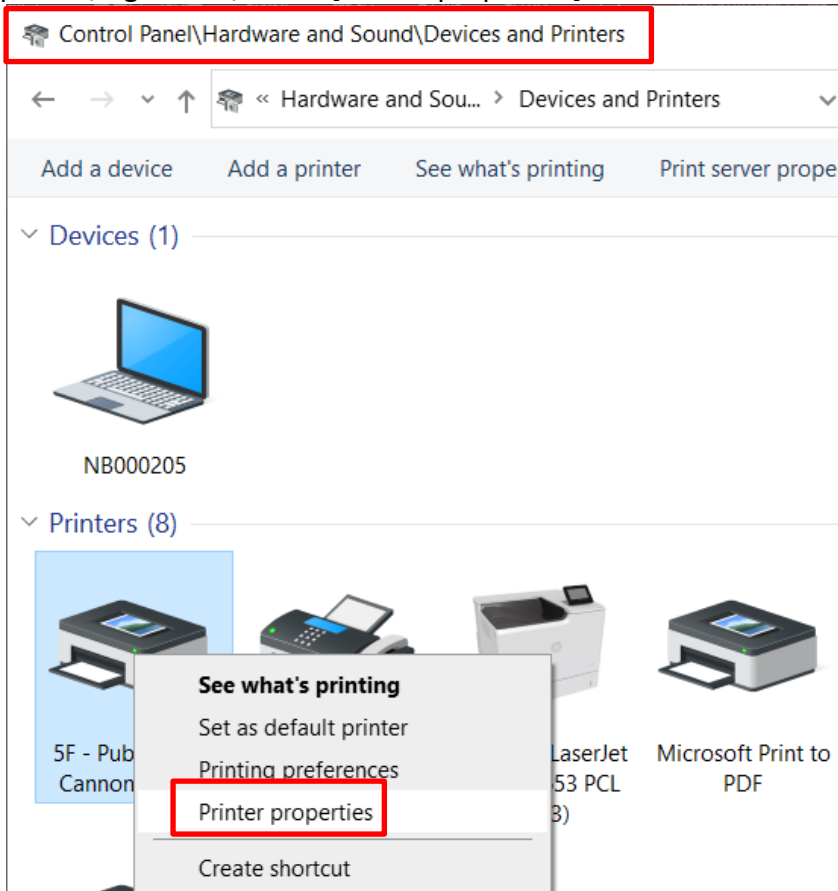 Control Panel\Hardware and Sound\Devices and Printers
« Hardware and Sou... > Devices and Printers
Add a device Add a printer See what's printing Print server prope
Devices (1)
NB000205
Printers (8)
See what's printing
Set as default printer
5F - Pub LaserJet Microsoft Print to
Printing preferences
Cannon 53 PCL PDF
Printer properties
3)
Create shortcut